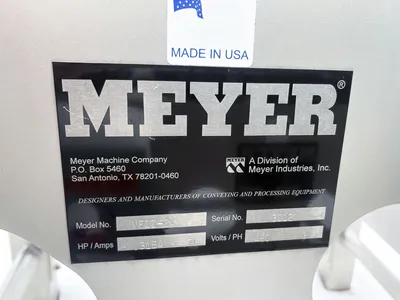 MADE IN USA
MEYER®
Meyer Machine Company
P.O. Box 5460
San Antonio, TX 78201-0460
MEYER
A Division of
Meyer Industries, Inc.
DESIGNERS AND MANUFACTURERS OF CONVEYING AND PROCESSING EQUIPMENT
Model No.
Serial No.
HP / Amps
Volts / PH